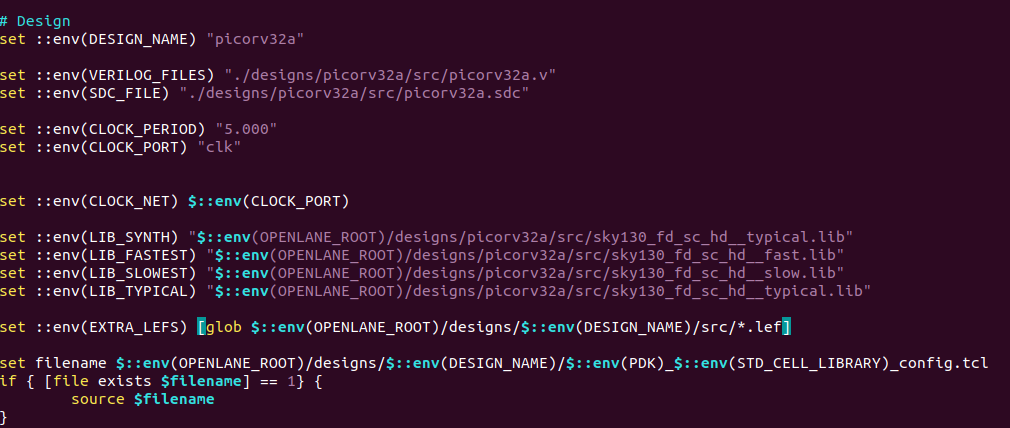 # Design
set ::env(DESIGN_NAME) "picorv32a"
set ::env(VERILOG_FILES) "./designs/picorv32a/src/picorv32a.v"
set ::env(SDC_FILE) "./designs/picorv32a/src/picorv32a.sdc"
set ::env(CLOCK_PERIOD) "5.000"
set ::env(CLOCK_PORT) "clk"
set ::env(CLOCK_NET) $::env(CLOCK_PORT)
set ::env(LIB_SYNTH) "$::env(OPENLANE_ROOT)/designs/picorv32a/src/sky130_fd_sc_hd__typical.lib"
set ::env(LIB_FASTEST) "$::env(OPENLANE_ROOT)/designs/picorv32a/src/sky130_fd_sc_hd__fast.lib"
set ::env(LIB_SLOWEST) "$::env(OPENLANE_ROOT)/designs/picorv32a/src/sky130_fd_sc_hd__slow.lib"
set ::env(LIB_TYPICAL) "$::env(OPENLANE_ROOT)/designs/picorv32a/src/sky130_fd_sc_hd__typical.lib"
set ::env(EXTRA_LEFS) [glob $::env(OPENLANE_ROOT)/designs/$::env(DESIGN_NAME)/src/*.lef]
set filename $::env(OPENLANE_ROOT)/designs/$::env(DESIGN_NAME)/$::env(PDK)_$::env(STD_CELL_LIBRARY)_config.tcl
if { [file exists $filename] == 1} {
source $filename
}